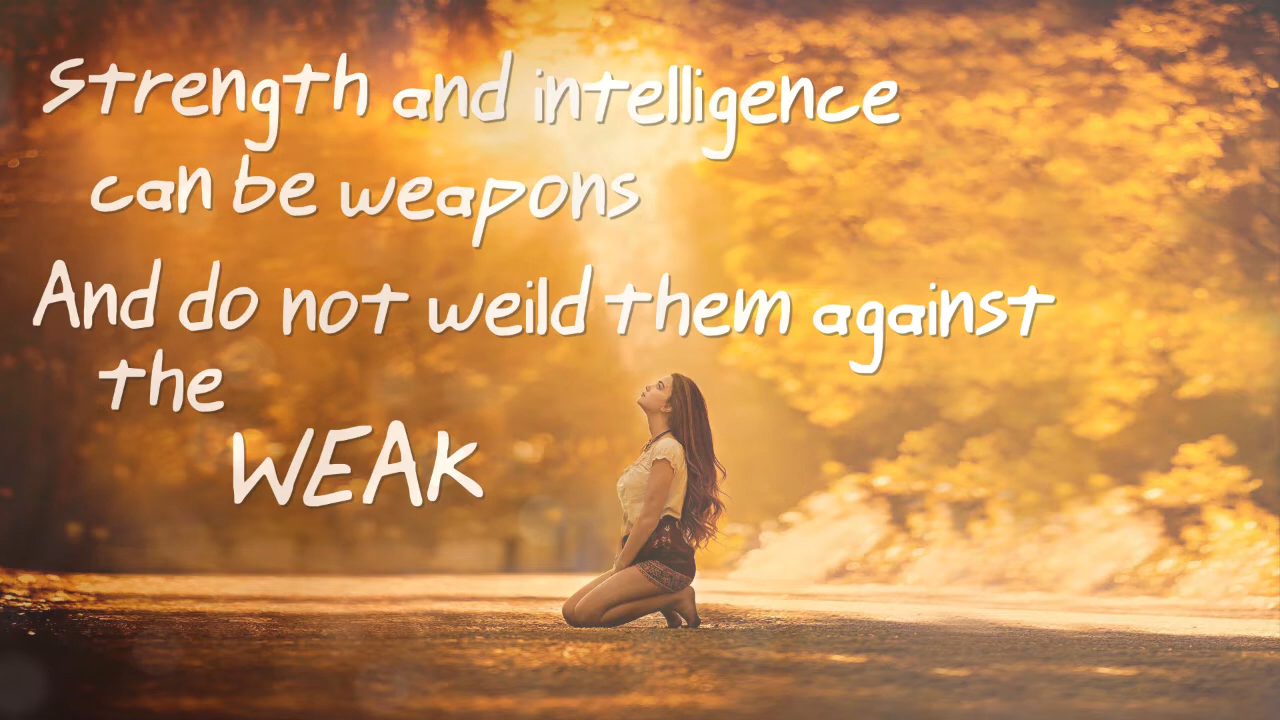 Strength and intelligence
can be weapons
And do not weild them against
the
WEAK